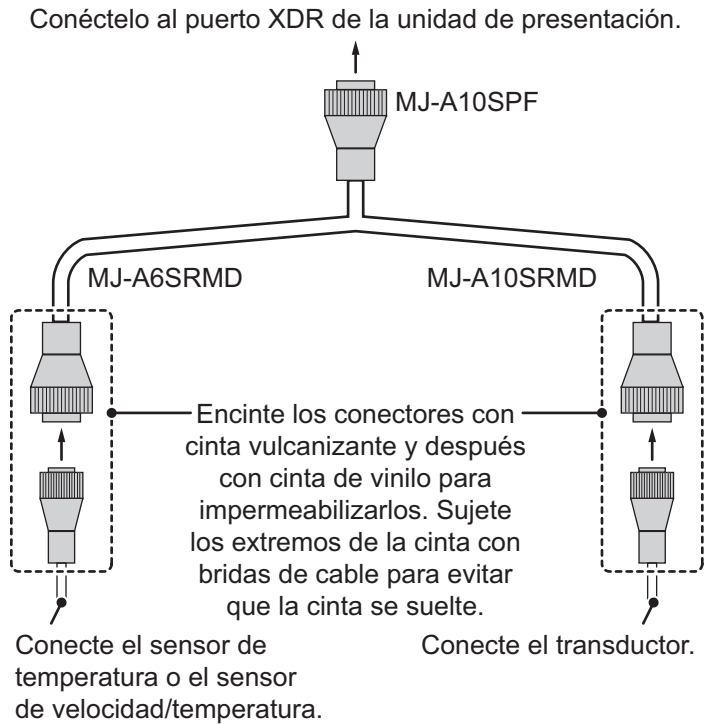 Conéctelo al puerto XDR de la unidad de presentación.
MJ-A10SPF
MJ-A6SRMD
MJ-A10SRMD
Encinte los conectores con
cinta vulcanizante y después
con cinta de vinilo para
impermeabilizarlos. Sujete
los extremos de la cinta con
bridas de cable para evitar
que la cinta se suelte.
Conecte el sensor de
temperatura o el sensor
de velocidad/temperatura.
Conecte el transductor.